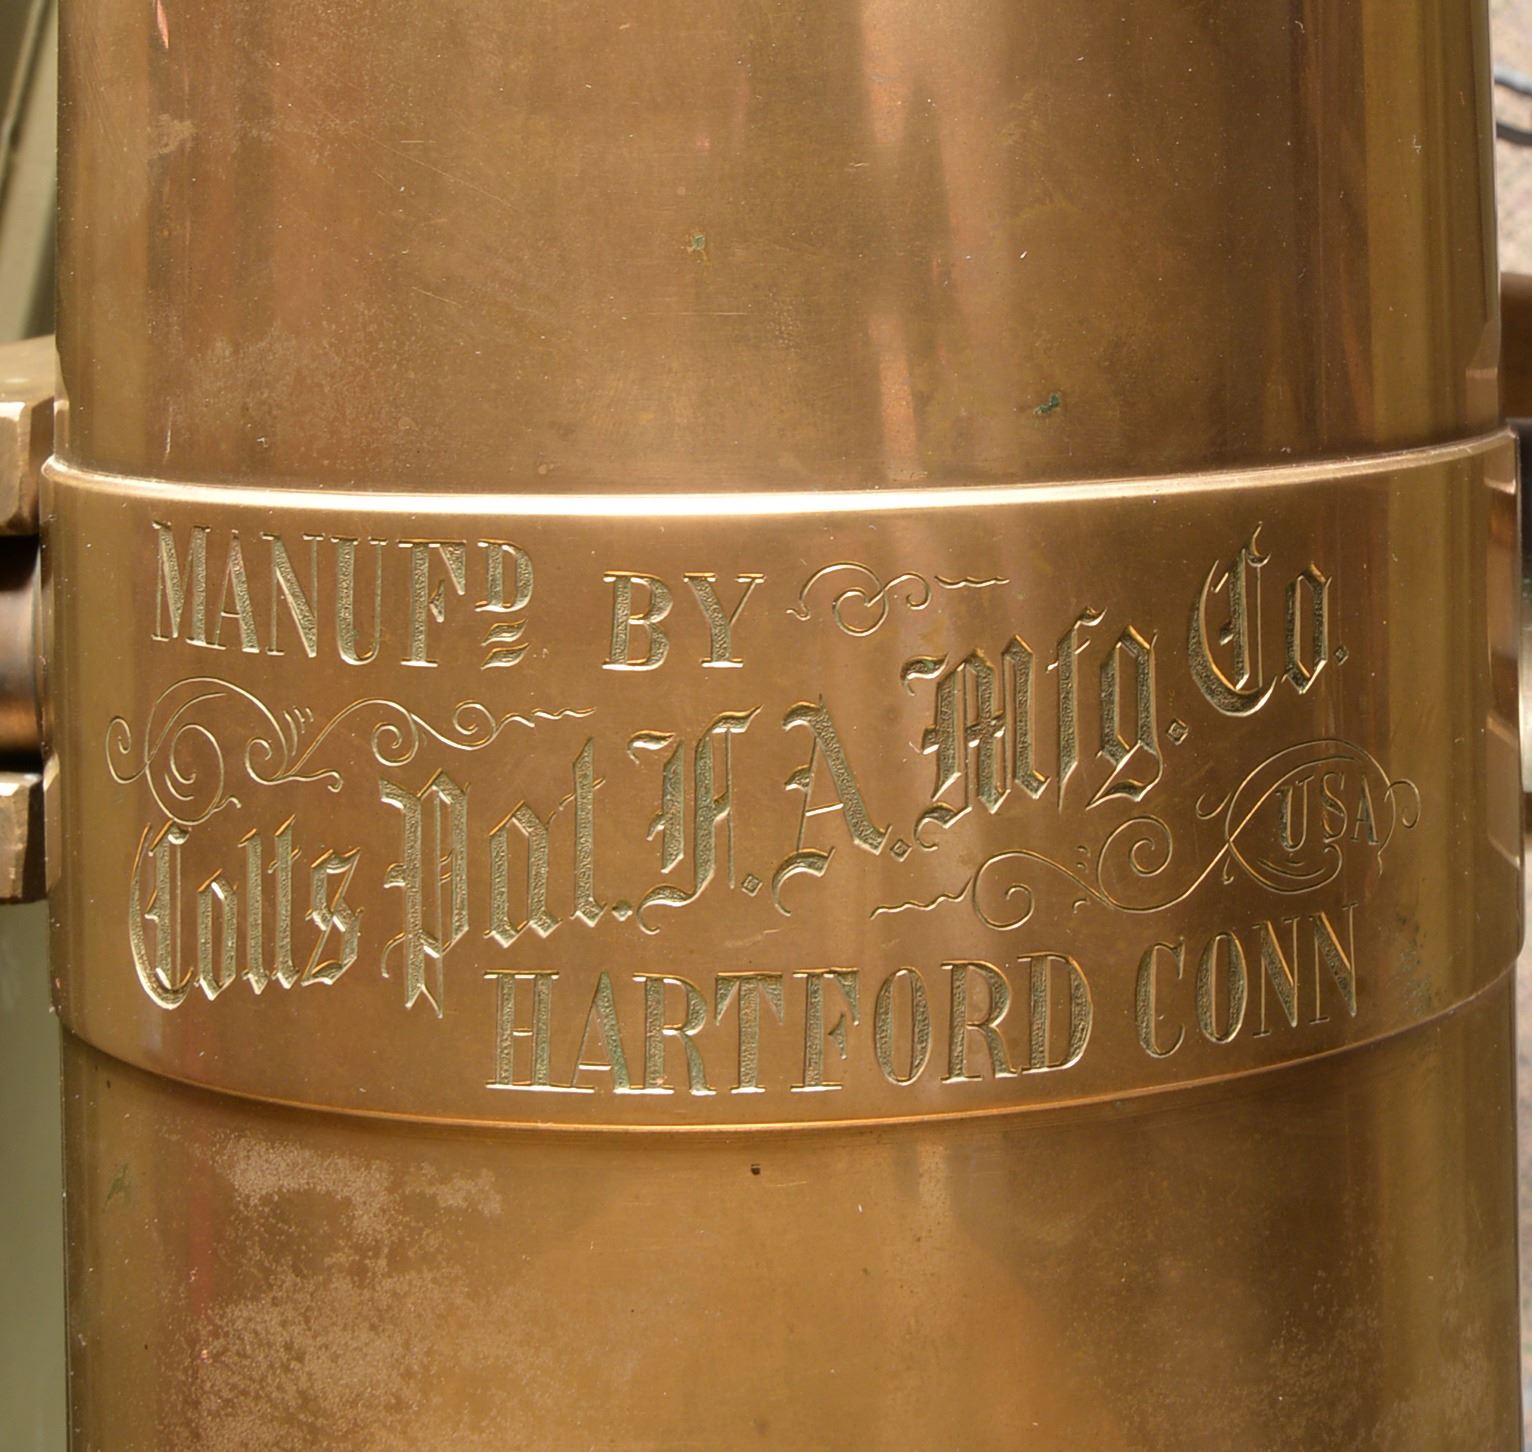 MANUFD BY
Colts Pat. F. A. Mfg. Co.
USA
HARTFORD CONN